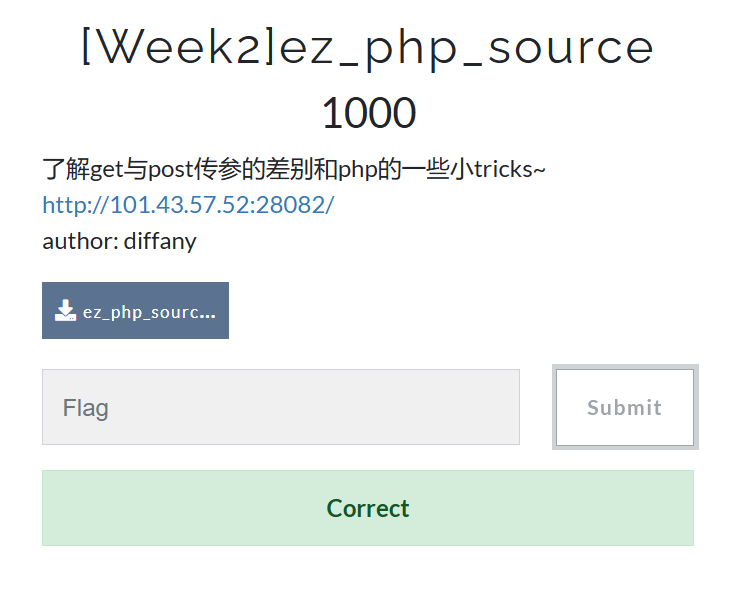 [Week2]ez_php_source
1000
了解get与post传参的差别和php的一些小tricks~
http://101.43.57.52:28082/
author: diffany
ez_php_sourc...
Flag
Submit
Correct